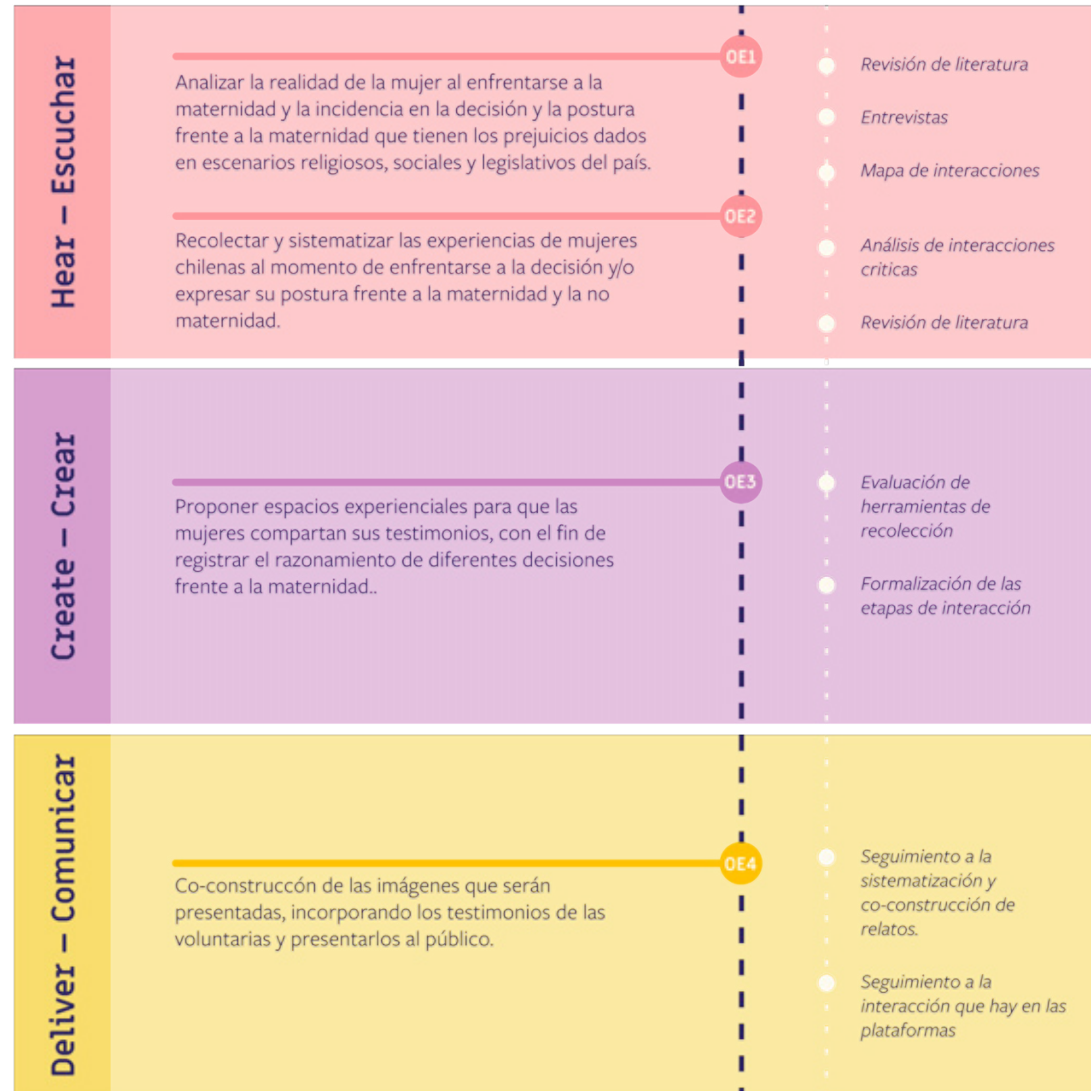 Hear – Escuchar
OE1
Analizar la realidad de la mujer al enfrentarse a la
maternidad y la incidencia en la decisión y la postura
frente a la maternidad que tienen los prejuicios dados
en escenarios religiosos, sociales y legislativos del país.
OE2
Recolectar y sistematizar las experiencias de mujeres
chilenas al momento de enfrentarse a la decisión y/o
expresar su postura frente a la maternidad y la no
maternidad.
Revisión de literatura
Entrevistas
Mapa de interacciones
Análisis de interacciones
criticas
Revisión de literatura
Create – Crear
OE3
Proponer espacios experienciales para que las
mujeres compartan sus testimonios, con el fin de
registrar el razonamiento de diferentes decisiones
frente a la maternidad..
Evaluación de
herramientas de
recolección
Formalización de las
etapas de interacción
Deliver – Comunicar
OE4
Co-construccón de las imágenes que serán
presentadas, incorporando los testimonios de las
voluntarias y presentarlos al público.
Seguimiento a la
sistematización y
co-construcción de
relatos.
Seguimiento a la
interacción que hay en las
plataformas